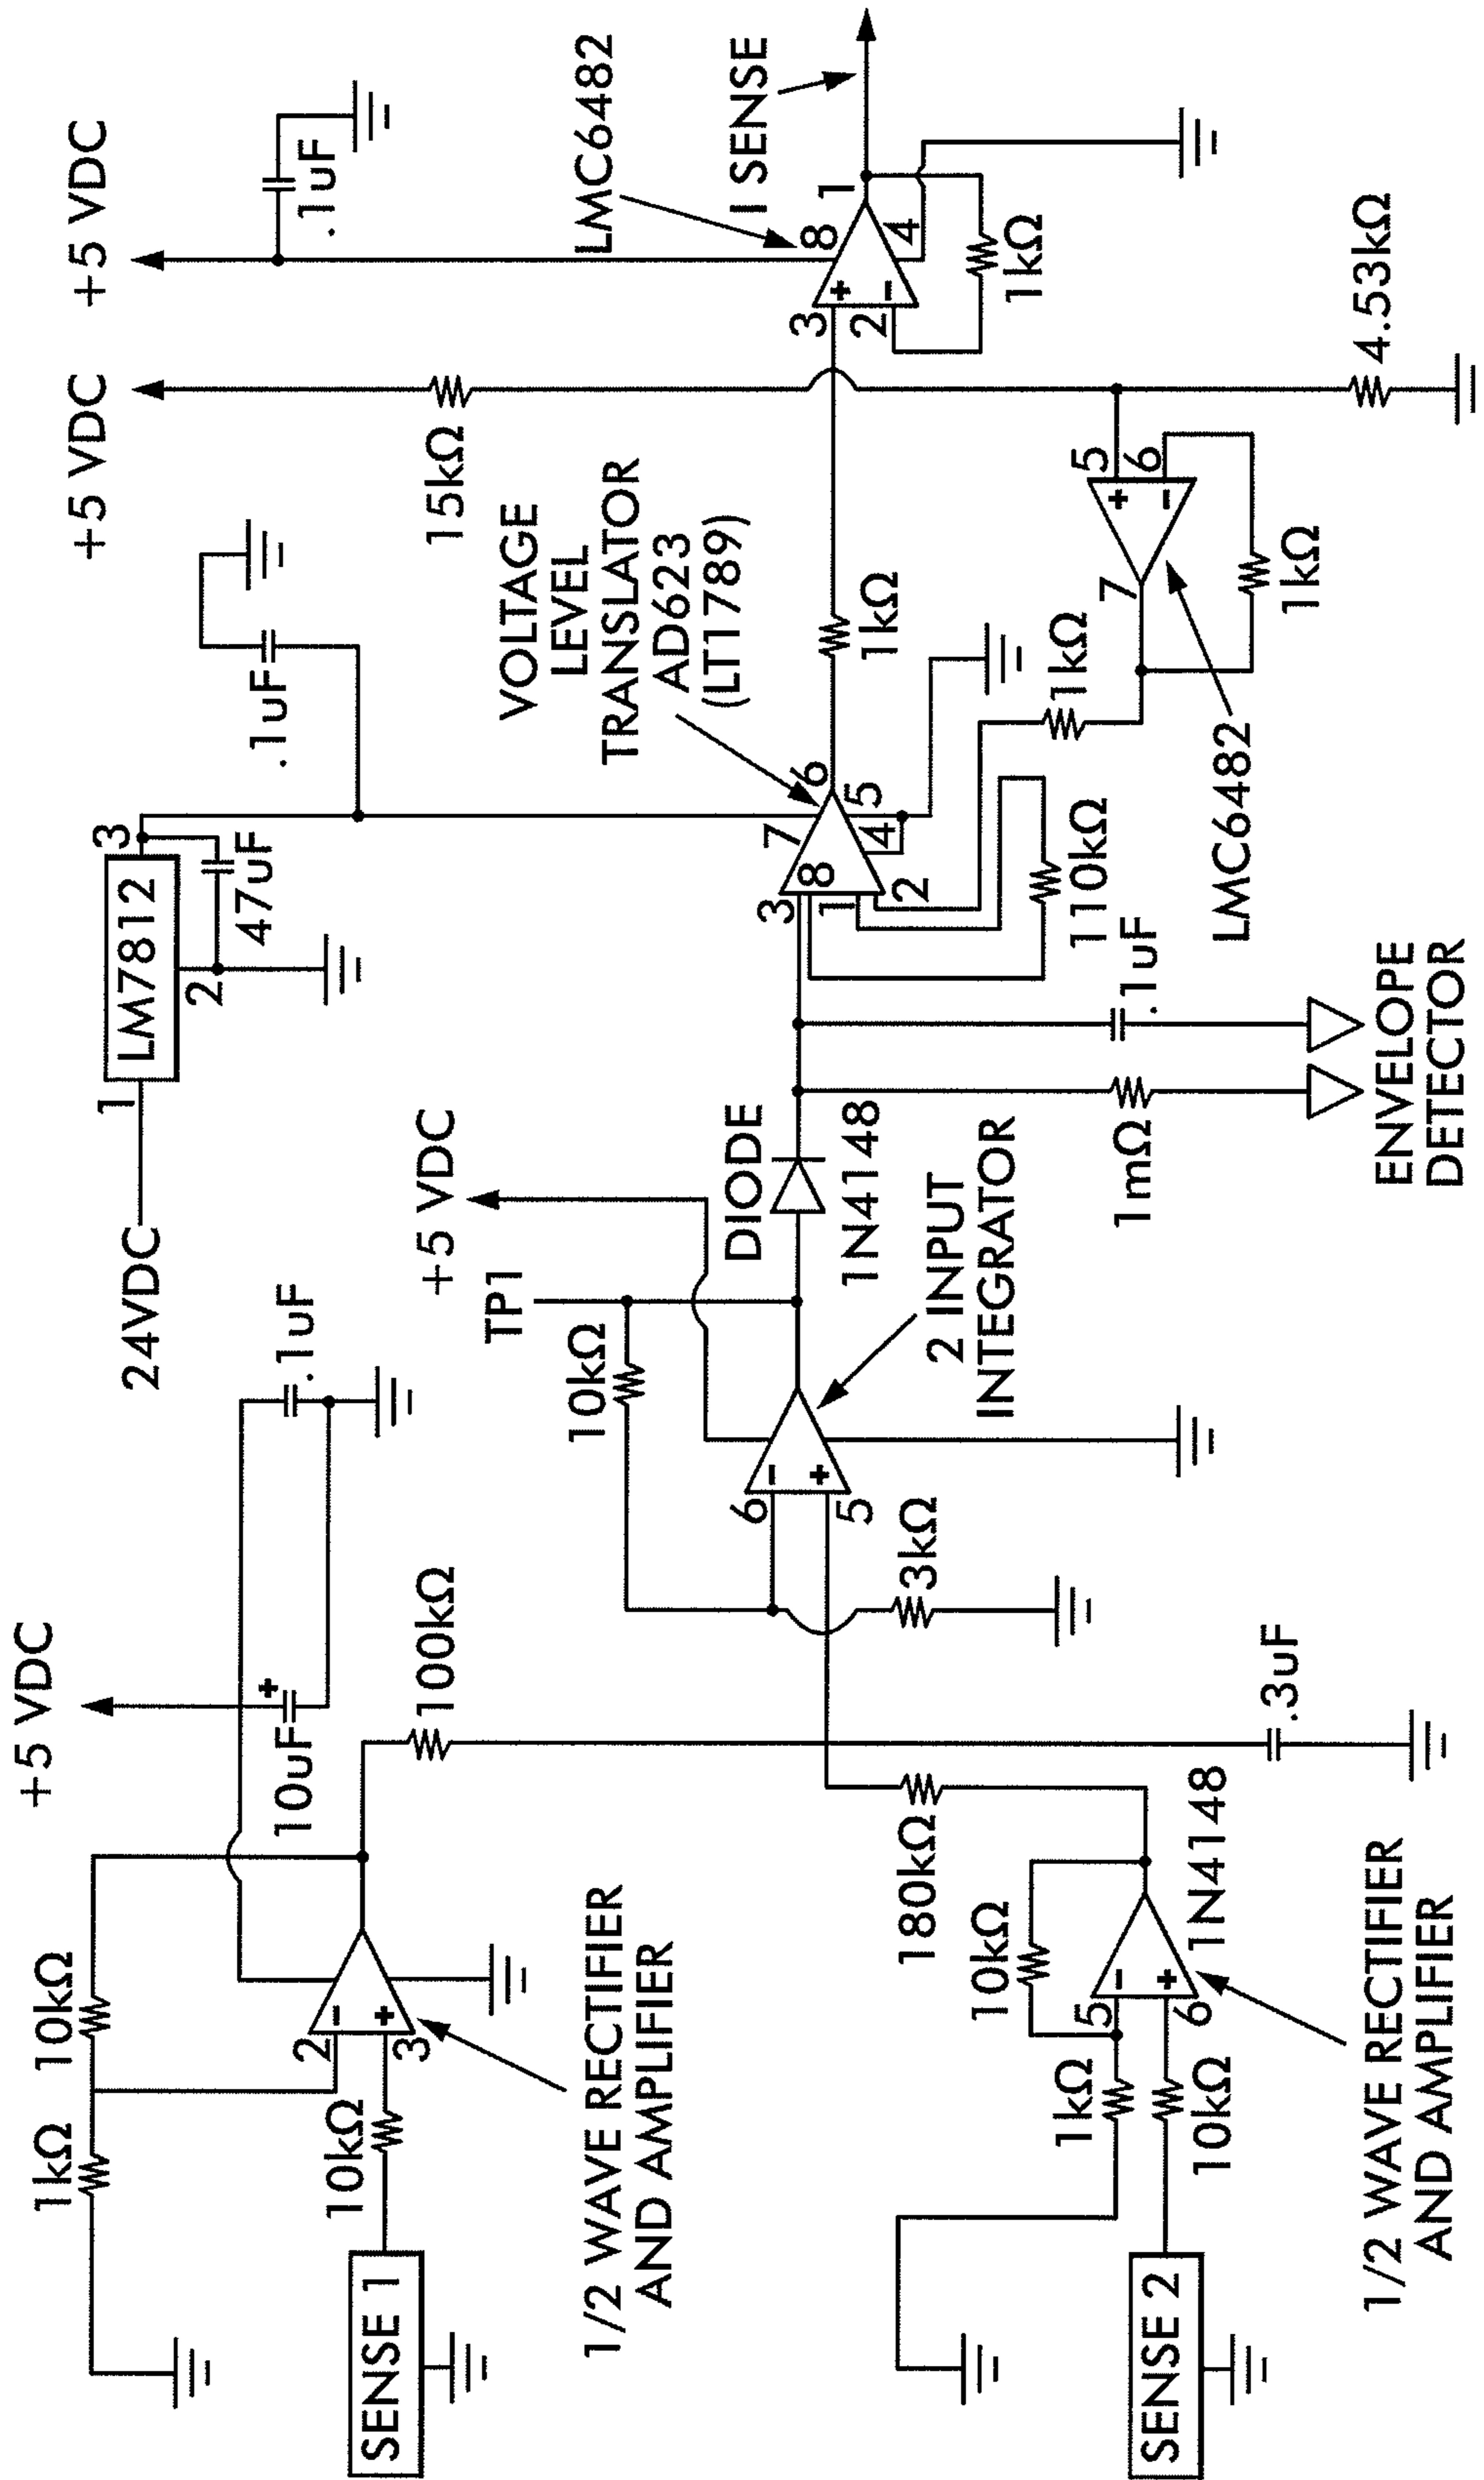 +5 VDC
10kΩ
1kΩ
10uF
+
.1uF
2
-
+
3
10kΩ
SENSE 1
100kΩ
1/2 WAVE RECTIFIER
AND AMPLIFIER
180kΩ
10kΩ
1kΩ
5
-
+
6
10kΩ
SENSE 2
1N4148
.3uF
1/2 WAVE RECTIFIER
AND AMPLIFIER
24VDC
1
LM7812
3
2
47uF
.1uF
+5 VDC
TP1
10kΩ
6
-
+
5
3kΩ
2 INPUT
INTEGRATOR
DIODE
1N4148
1mΩ
.1uF
ENVELOPE
DETECTOR
VOLTAGE
LEVEL
TRANSLATOR
AD623
(LT1789)
3
8
1
2
7
6
5
4
110kΩ
1kΩ
1kΩ
LMC6482
7
5
+
6
-
1kΩ
+5 VDC
15kΩ
4.53kΩ
+5 VDC
.1uF
LMC6482
3
+
2
-
8
1
4
1kΩ
I SENSE